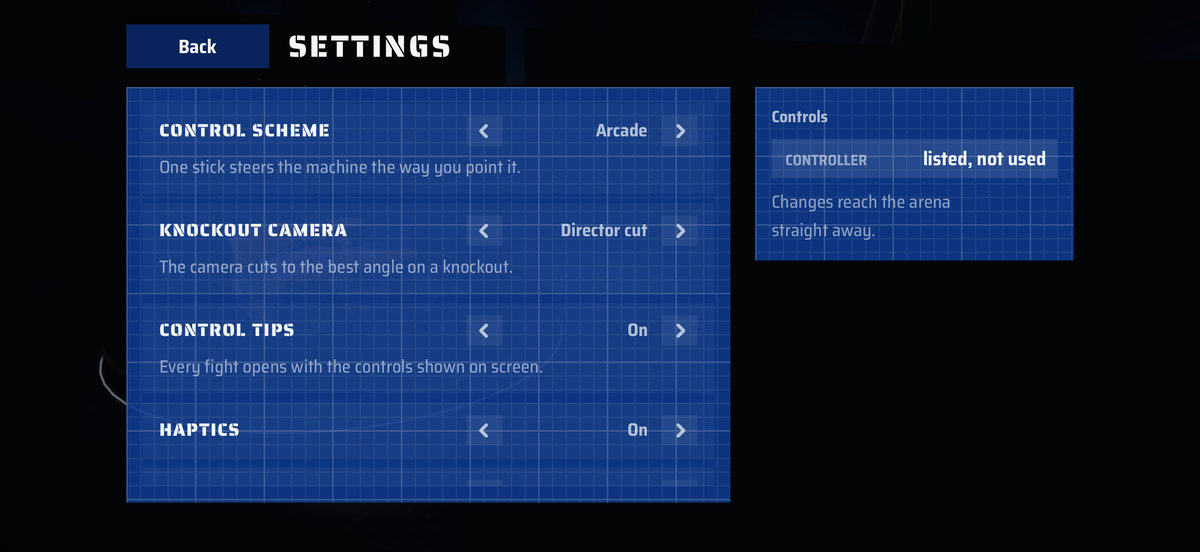 Back
SETTINGS
CONTROL SCHEME
Arcade
One stick steers the machine the way you point it.
KNOCKOUT CAMERA
Director cut
The camera cuts to the best angle on a knockout.
CONTROL TIPS
On
Every fight opens with the controls shown on screen.
HAPTICS
On
Controls
CONTROLLER
listed, not used
Changes reach the arena
straight away.